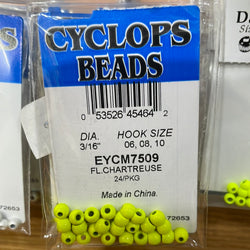 CYCLOPS
BEADS
0 53526 45464 2
DIA. HOOK SIZE
3/16" 06, 08, 10
EYCM7509
FL.CHARTREUSE
24/PKG
Made in China.
72653